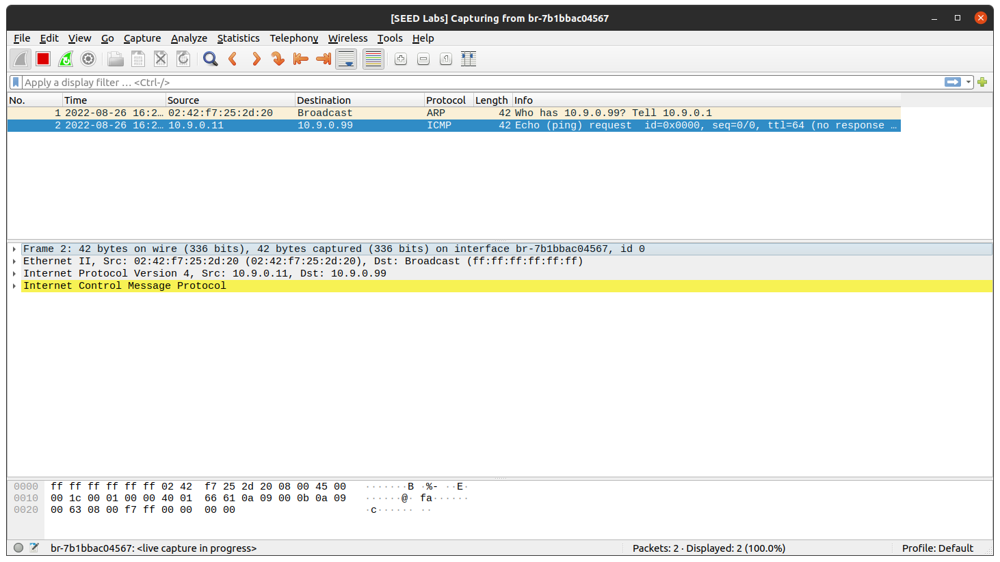 [SEED Labs] Capturing from br-7b1bbac04567
File Edit View Go Capture Analyze Statistics Telephony Wireless Tools Help
Apply a display filter … <Ctrl-/>
No. Time Source Destination Protocol Length Info
1 2022-08-26 16:2… 02:42:f7:25:2d:20 Broadcast ARP 42 Who has 10.9.0.99? Tell 10.9.0.1
2 2022-08-26 16:2… 10.9.0.11 10.9.0.99 ICMP 42 Echo (ping) request id=0x0000, seq=0/0, ttl=64 (no response …
Frame 2: 42 bytes on wire (336 bits), 42 bytes captured (336 bits) on interface br-7b1bbac04567, id 0
Ethernet II, Src: 02:42:f7:25:2d:20 (02:42:f7:25:2d:20), Dst: Broadcast (ff:ff:ff:ff:ff:ff)
Internet Protocol Version 4, Src: 10.9.0.11, Dst: 10.9.0.99
Internet Control Message Protocol
0000 ff ff ff ff ff ff 02 42 f7 25 2d 20 08 00 45 00 ·······B ·%- ··E·
0010 00 1c 00 01 00 00 40 01 66 61 0a 09 00 0b 0a 09 ······@· fa······
0020 00 63 08 00 f7 ff 00 00 00 00 ·c······ ··
br-7b1bbac04567: <live capture in progress> Packets: 2 · Displayed: 2 (100.0%) Profile: Default